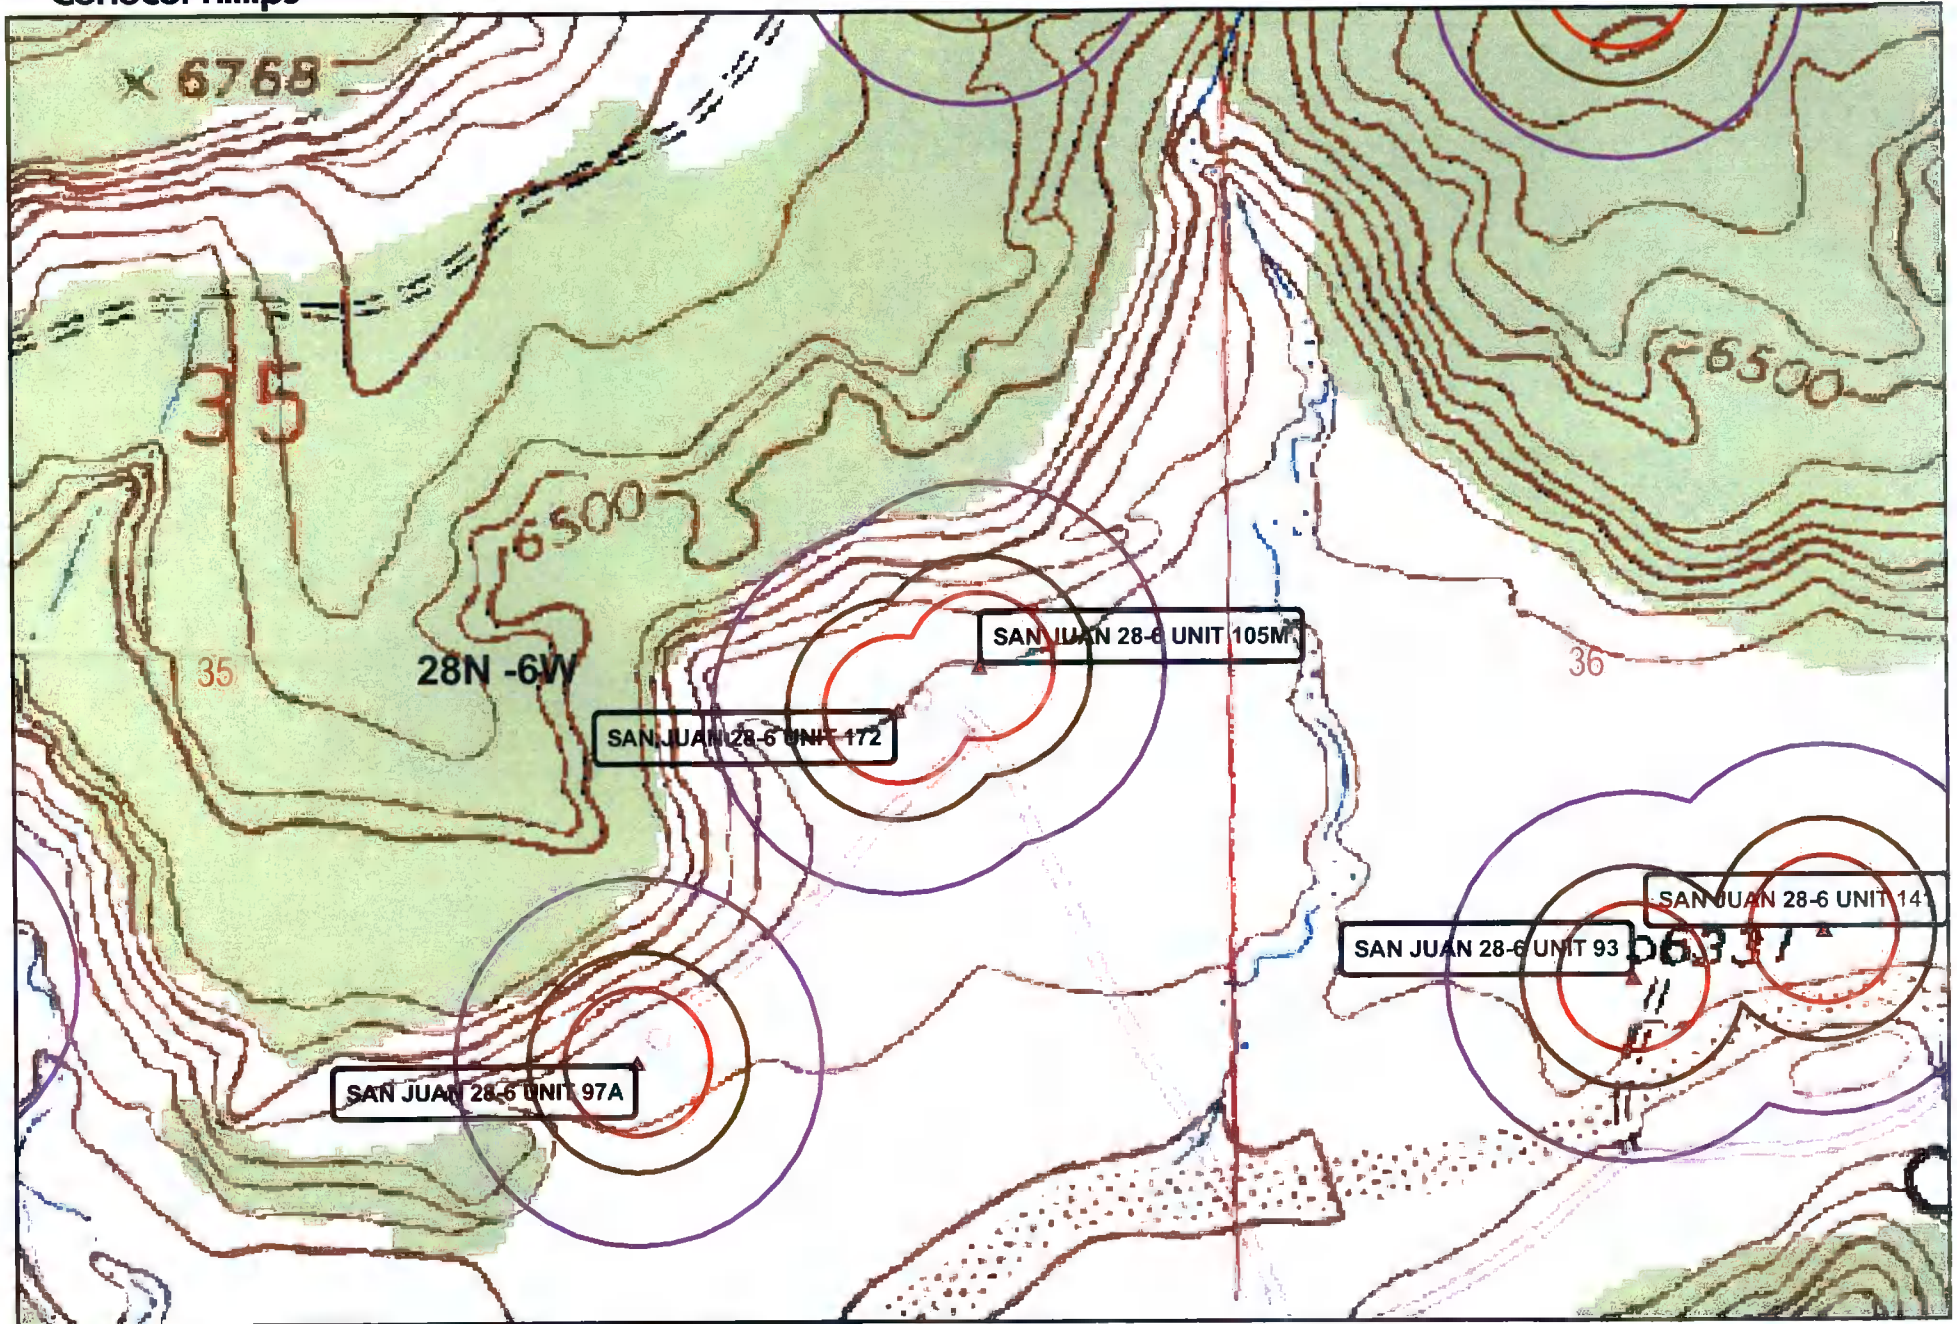 ConocoPhillips
x 6768
35
6500
6500
SAN JUAN 28-6 UNIT 105M
35
28N -6W
36
SAN JUAN 28-6 UNIT 172
SAN JUAN 28-6 UNIT 141
SAN JUAN 28-6 UNIT 93
6337
SAN JUAN 28-6 UNIT 97A